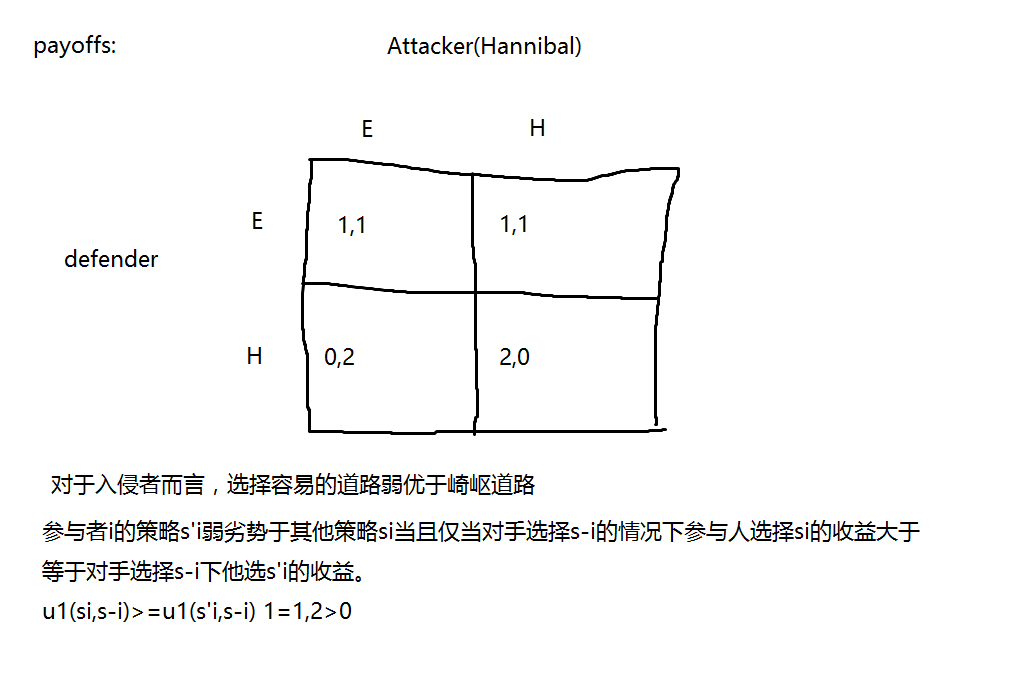 payoffs: Attacker(Hannibal)
E H
E 1,1 1,1
defender
H 0,2 2,0
对于入侵者而言，选择容易的道路弱优于崎岖道路
参与者i的策略s'i弱劣势于其他策略si当且仅当对手选择s-i的情况下参与人选择si的收益大于
等于对手选择s-i下他选s'i的收益。
u1(si,s-i)>=u1(s'i,s-i) 1=1,2>0